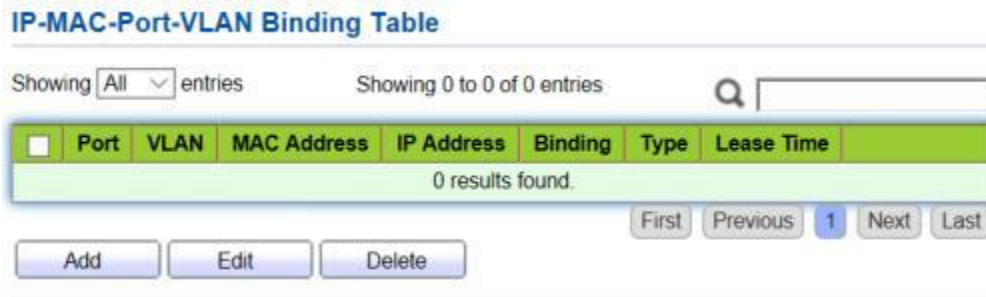 IP-MAC-Port-VLAN Binding Table
Showing All entries Showing 0 to 0 of 0 entries
Port VLAN MAC Address IP Address Binding Type Lease Time
0 results found.
First Previous 1 Next Last
Add Edit Delete